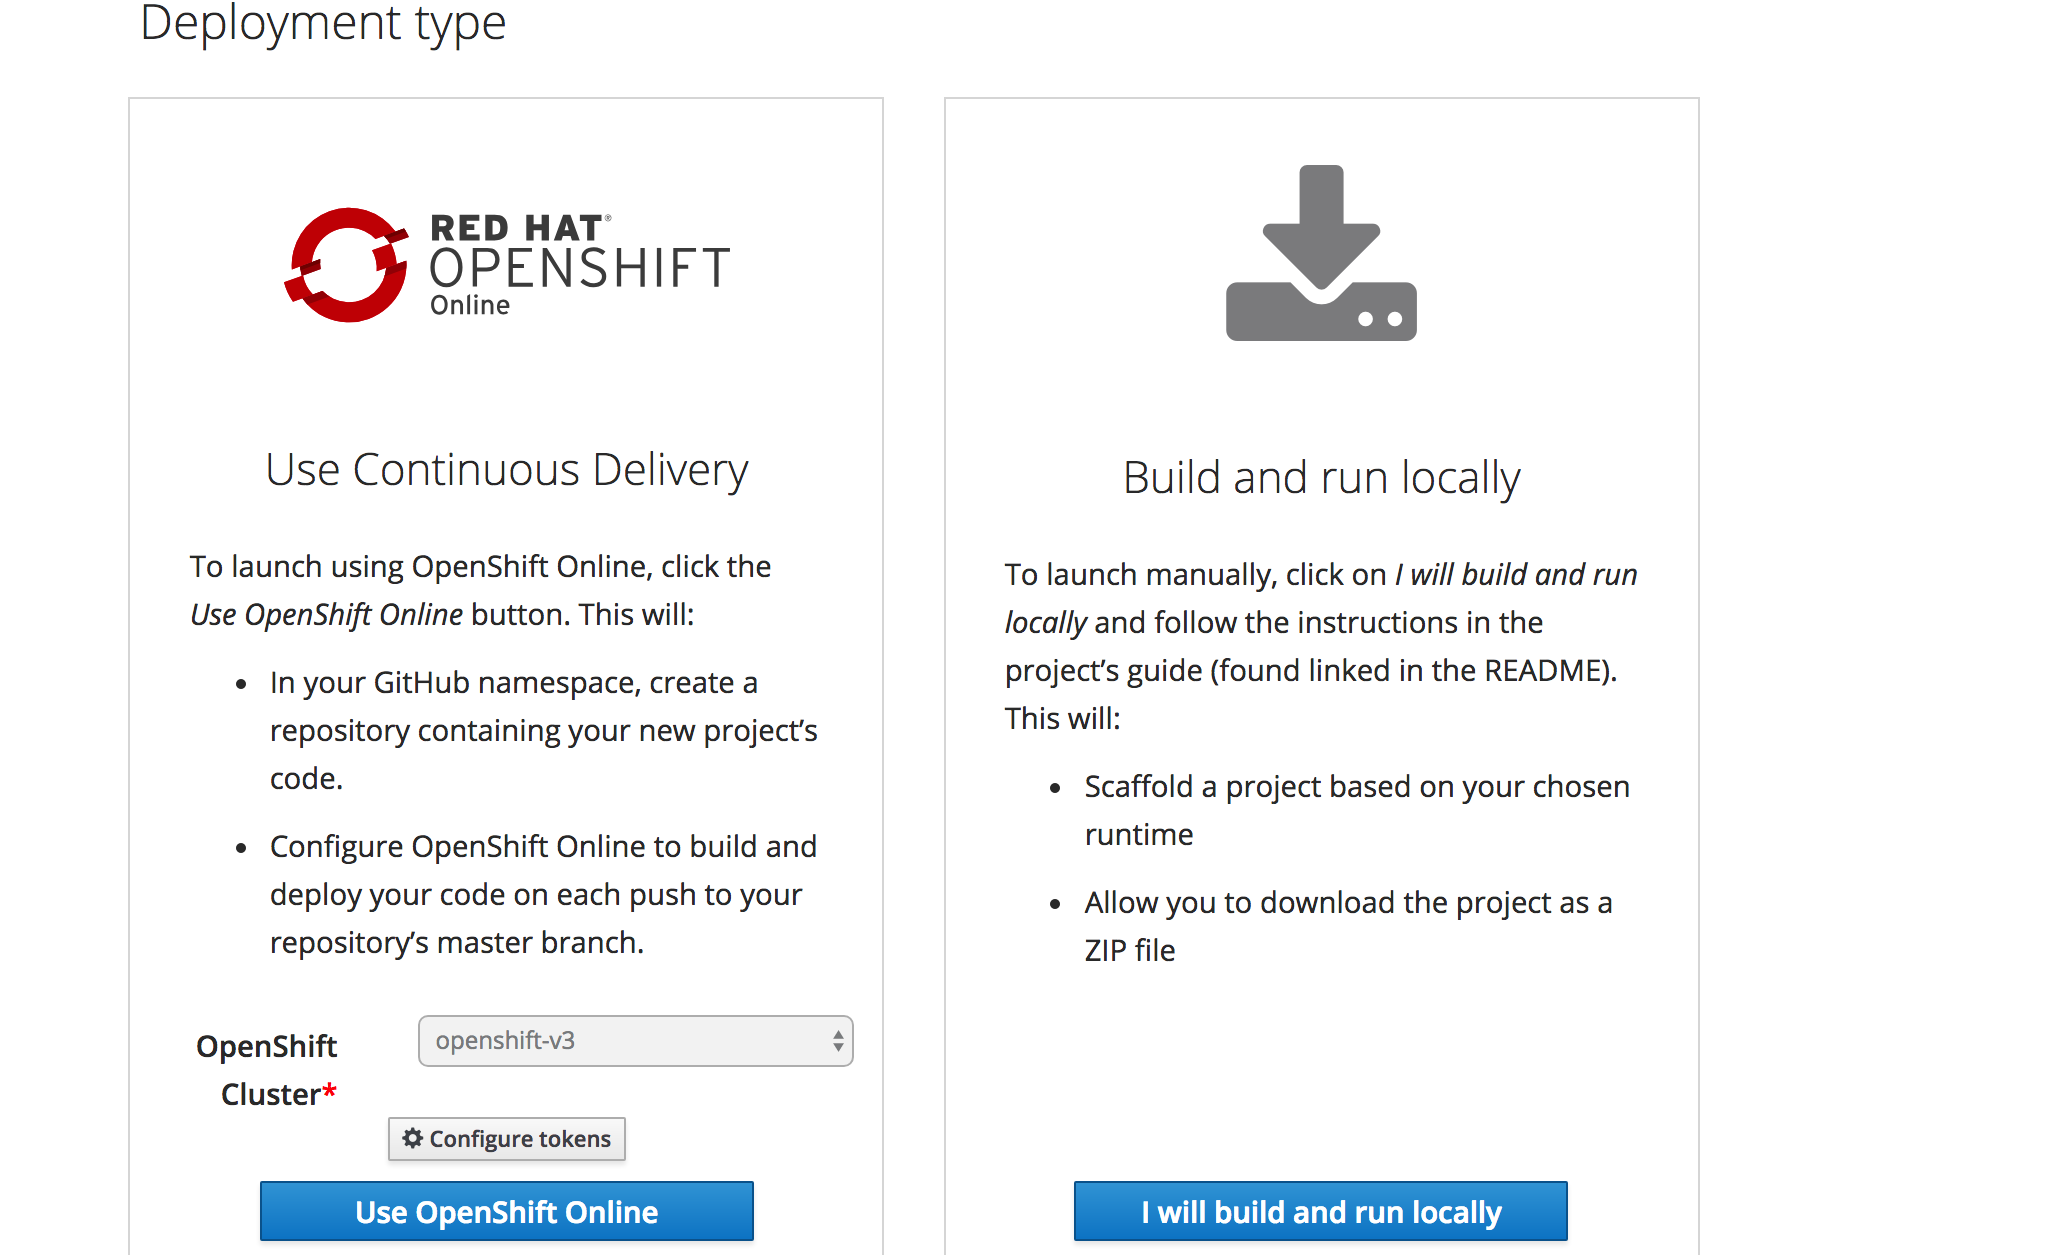 Deployment type
RED HAT®
OPENSHIFT
Online
Use Continuous Delivery
To launch using OpenShift Online, click the
Use OpenShift Online button. This will:
• In your GitHub namespace, create a
repository containing your new project’s
code.
• Configure OpenShift Online to build and
deploy your code on each push to your
repository’s master branch.
OpenShift
Cluster*
openshift-v3
Configure tokens
Use OpenShift Online
Build and run locally
To launch manually, click on I will build and run
locally and follow the instructions in the
project’s guide (found linked in the README).
This will:
• Scaffold a project based on your chosen
runtime
• Allow you to download the project as a
ZIP file
I will build and run locally